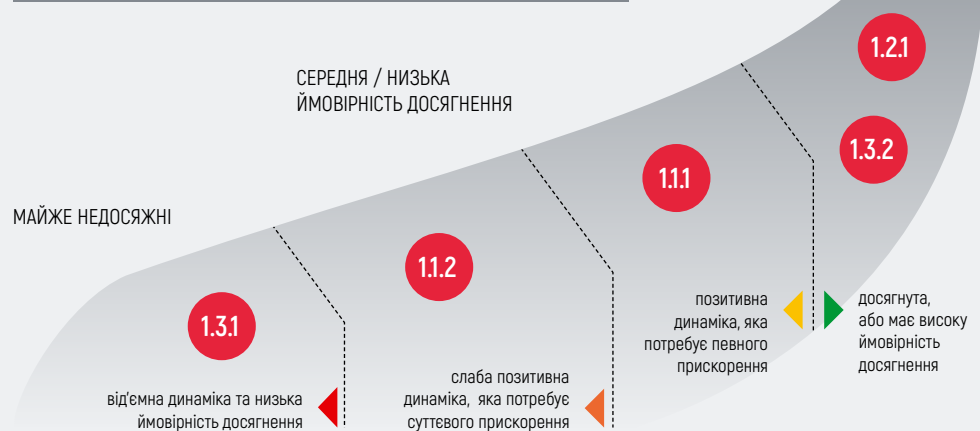 СЕРЕДНЯ / НИЗЬКА
ЙМОВІРНІСТЬ ДОСЯГНЕННЯ
МАЙЖЕ НЕДОСЯЖНІ
1.2.1
1.3.2
1.1.1
1.1.2
1.3.1
від'ємна динаміка та низька
ймовірність досягнення
слаба позитивна
динаміка, яка потребує
суттєвого прискорення
позитивна
динаміка, яка
потребує певного
прискорення
досягнута,
або має високу
ймовірність
досягнення